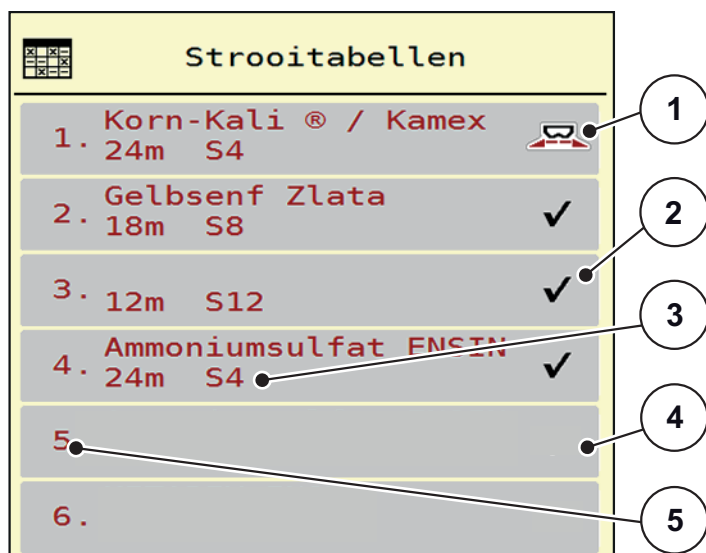 Strooitabellen
1. Korn-Kali ® / Kamex
24m S4
1
2. Gelbsenf Zlata
18m S8
2
3. 12m S12
3
4. Ammoniumsulfat ENSIN
24m S4
4
5
5
6.